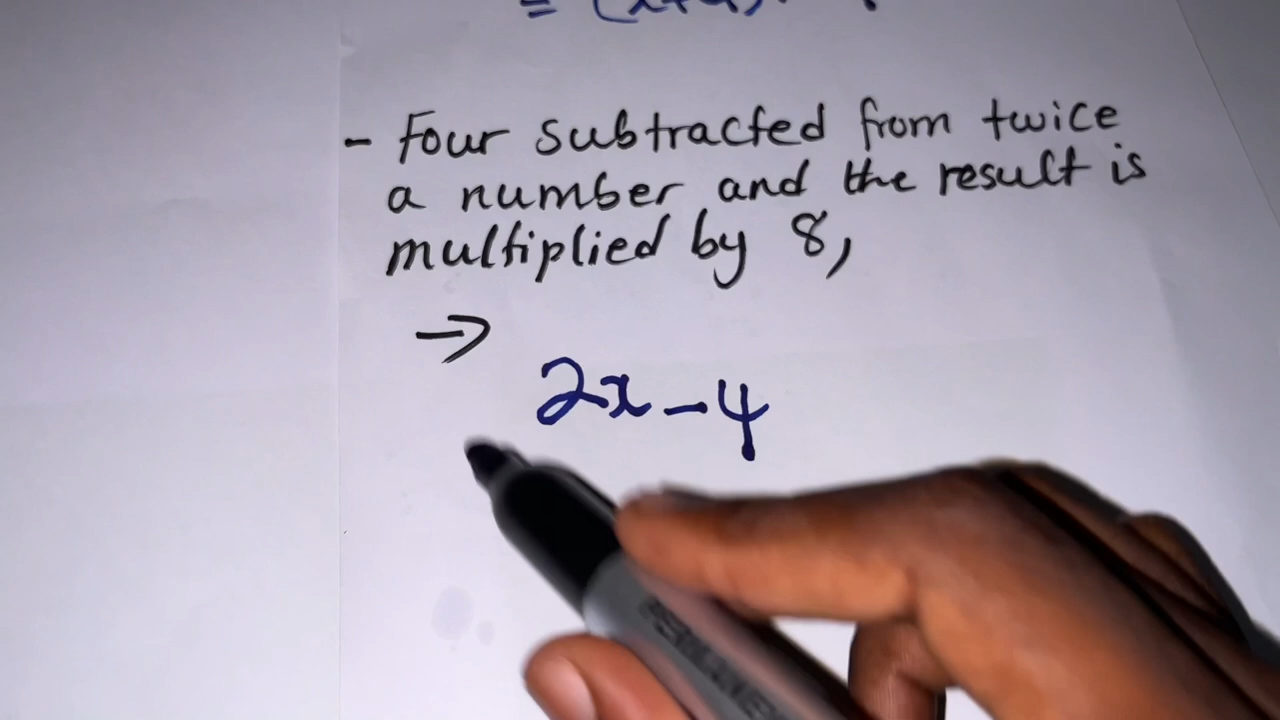 - Four subtracted from twice
a number and the result is
multiplied by 8,
→
2x - 4